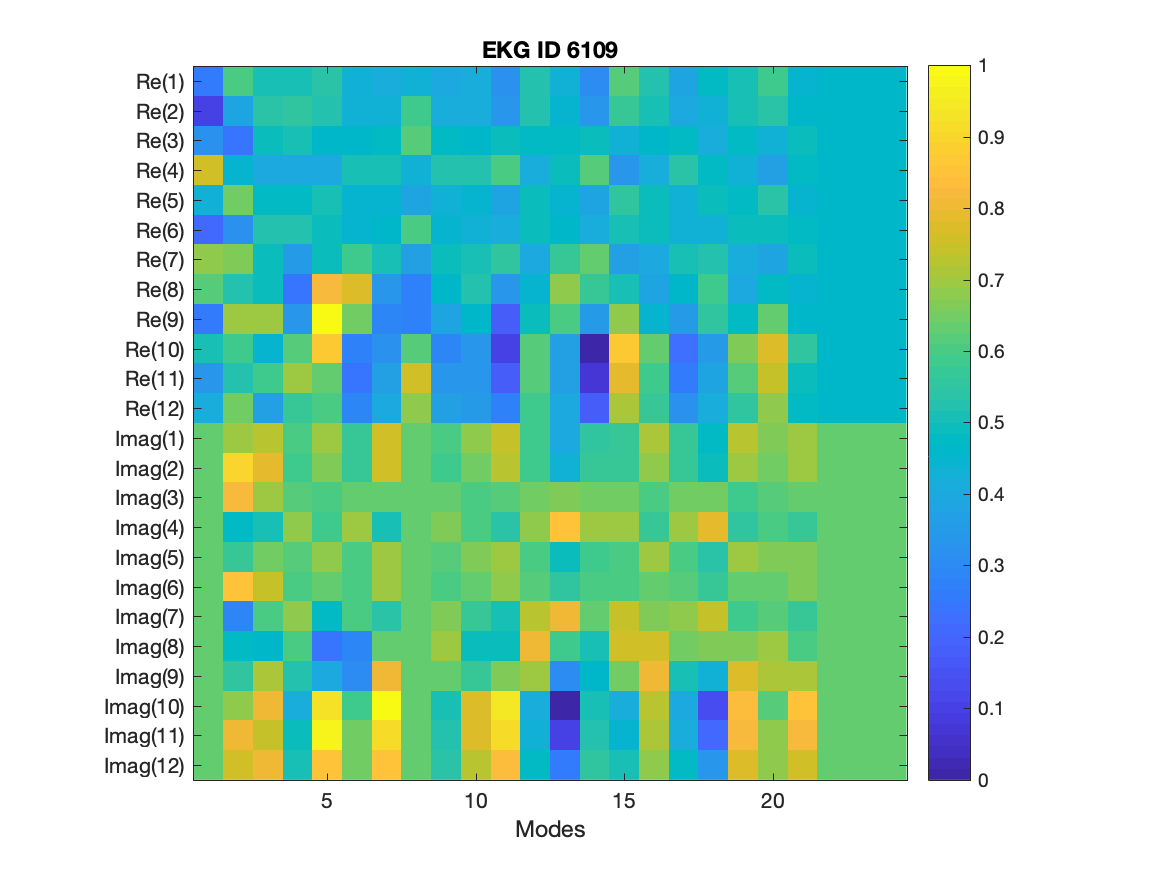 EKG ID 6109
Re(1)
Re(2)
Re(3)
Re(4)
Re(5)
Re(6)
Re(7)
Re(8)
Re(9)
Re(10)
Re(11)
Re(12)
Imag(1)
Imag(2)
Imag(3)
Imag(4)
Imag(5)
Imag(6)
Imag(7)
Imag(8)
Imag(9)
Imag(10)
Imag(11)
Imag(12)
5 10 15 20
Modes
1
0.9
0.8
0.7
0.6
0.5
0.4
0.3
0.2
0.1
0